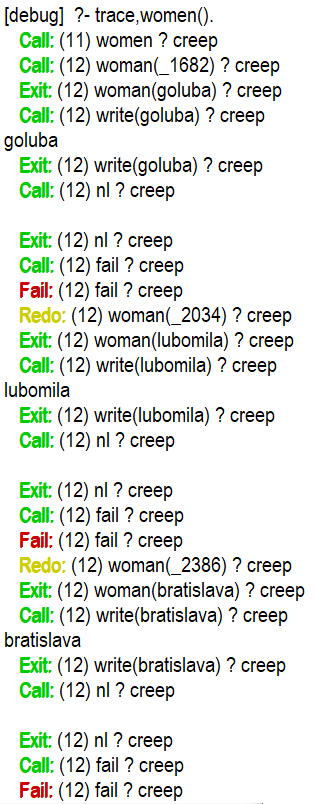 [debug]  ?- trace,women().
Call: (11) women ? creep
Call: (12) woman(_1682) ? creep
Exit: (12) woman(goluba) ? creep
Call: (12) write(goluba) ? creep
goluba
Exit: (12) write(goluba) ? creep
Call: (12) nl ? creep
Exit: (12) nl ? creep
Call: (12) fail ? creep
Fail: (12) fail ? creep
Redo: (12) woman(_2034) ? creep
Exit: (12) woman(lubomila) ? creep
Call: (12) write(lubomila) ? creep
lubomila
Exit: (12) write(lubomila) ? creep
Call: (12) nl ? creep
Exit: (12) nl ? creep
Call: (12) fail ? creep
Fail: (12) fail ? creep
Redo: (12) woman(_2386) ? creep
Exit: (12) woman(bratislava) ? creep
Call: (12) write(bratislava) ? creep
bratislava
Exit: (12) write(bratislava) ? creep
Call: (12) nl ? creep
Exit: (12) nl ? creep
Call: (12) fail ? creep
Fail: (12) fail ? creep